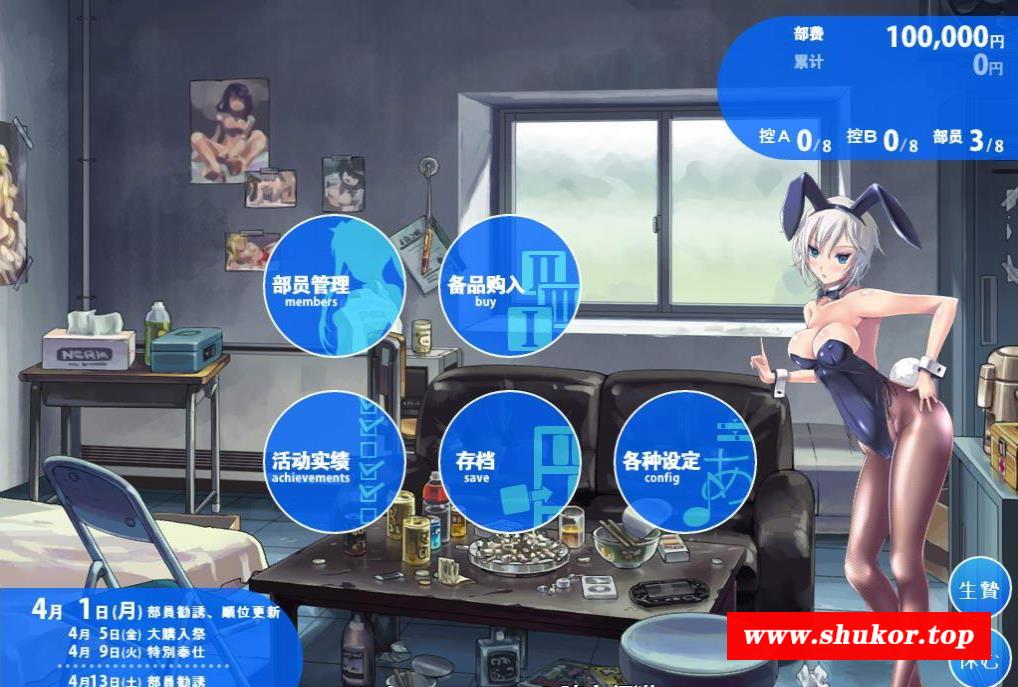 部费 100,000円
累计 0円
控A 0/8 控B 0/8 部员 3/8
部员管理
members
备品购入
buy
活动实绩
achievements
存档
save
各种设定
config
4月 1日(月) 部員勧誘、順位更新
4月 5日(金) 大購入祭
4月 9日(火) 特別奉仕
4月13日(土) 部員勧誘
生贄
休む
www.shukor.top